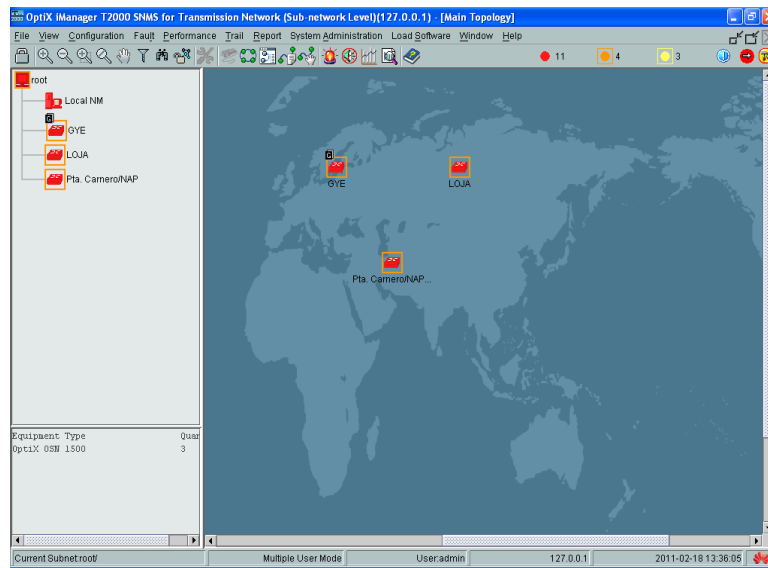 OptiX iManager T2000 SNMS for Transmission Network (Sub-network Level)(127.0.0.1) - [Main Topology]
File View Configuration Fault Performance Trail Report System Administration Load Software Window Help
11 4 3
root
Local NM
GYE
LOJA
Pta. Carnero/NAP
GYE
LOJA
Pta. Carnero/NAP...
Equipment Type Quan
OptiX OSN 1500 3
Current Subnet:root/ Multiple User Mode User:admin 127.0.0.1 2011-02-18 13:36:05